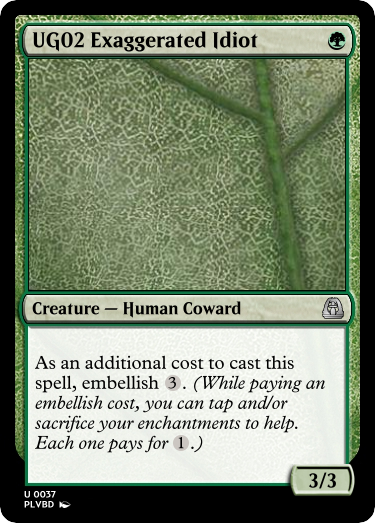 UG02 Exaggerated Idiot
Creature — Human Coward
As an additional cost to cast this
spell, embellish 3. (While paying an
embellish cost, you can tap and/or
sacrifice your enchantments to help.
Each one pays for 1.)
3/3
U 0037
PLVBD